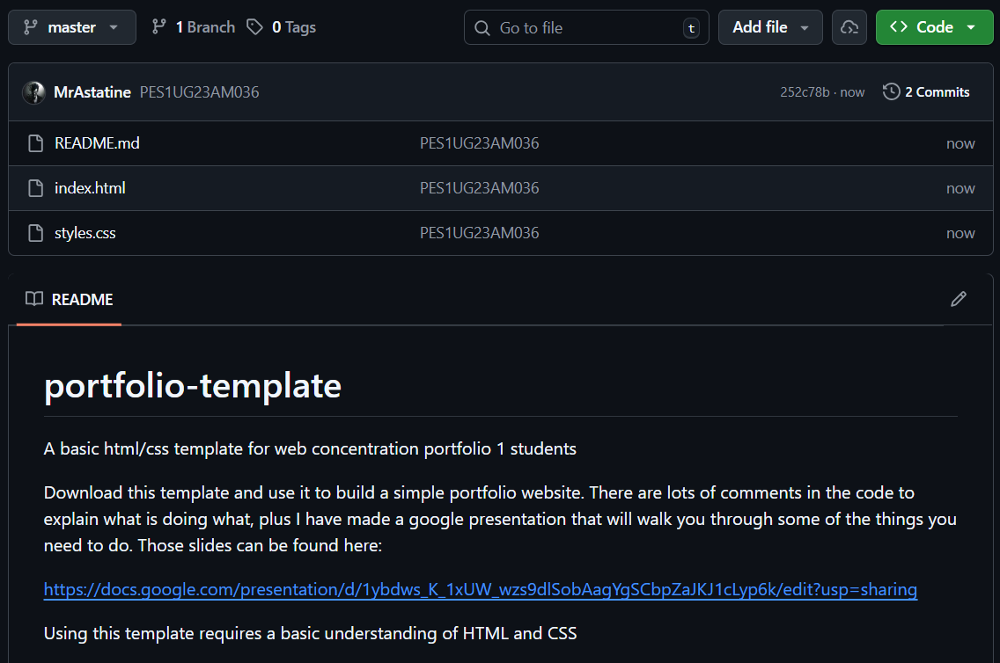 master 1 Branch 0 Tags Go to file t Add file Code
MrAstatine PES1UG23AM036 252c78b · now 2 Commits
README.md PES1UG23AM036 now
index.html PES1UG23AM036 now
styles.css PES1UG23AM036 now
README
portfolio-template
A basic html/css template for web concentration portfolio 1 students
Download this template and use it to build a simple portfolio website. There are lots of comments in the code to
explain what is doing what, plus I have made a google presentation that will walk you through some of the things you
need to do. Those slides can be found here:
https://docs.google.com/presentation/d/1ybdws_K_1xUW_wzs9dlSobAagYgSCbpZaJKJ1cLyp6k/edit?usp=sharing
Using this template requires a basic understanding of HTML and CSS